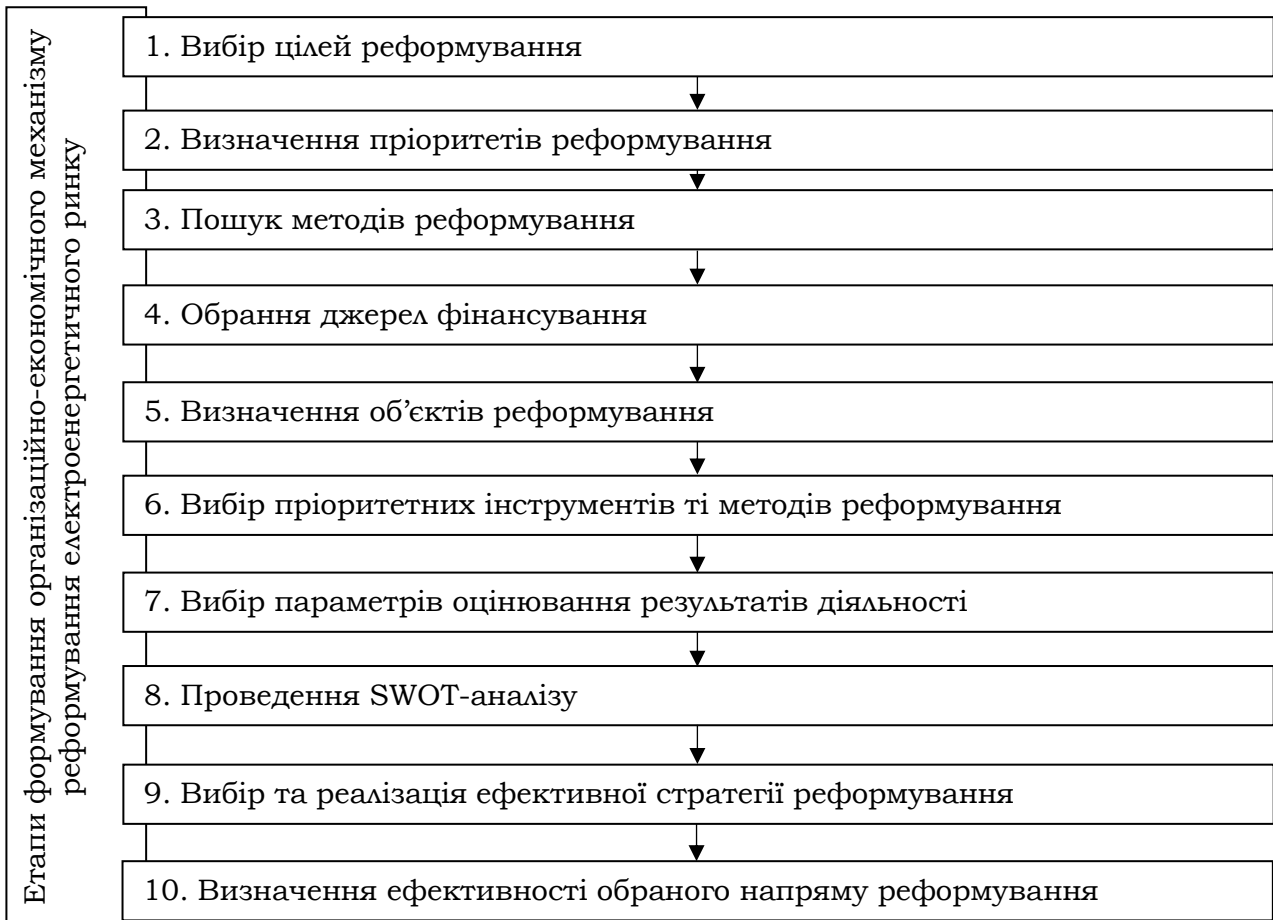 Етапи формування організаційно-економічного механізму
реформування електроенергетичного ринку
1. Вибір цілей реформування
2. Визначення пріоритетів реформування
3. Пошук методів реформування
4. Обрання джерел фінансування
5. Визначення об’єктів реформування
6. Вибір пріоритетних інструментів ті методів реформування
7. Вибір параметрів оцінювання результатів діяльності
8. Проведення SWOT-аналізу
9. Вибір та реалізація ефективної стратегії реформування
10. Визначення ефективності обраного напряму реформування